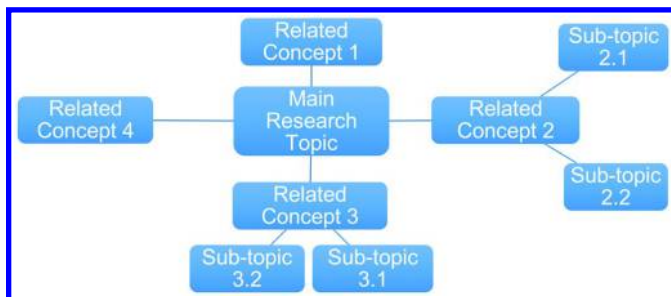 Related
Concept 1
Sub-topic
2.1
Related
Concept 4
Main
Research
Topic
Related
Concept 2
Sub-topic
2.2
Related
Concept 3
Sub-topic
3.2
Sub-topic
3.1